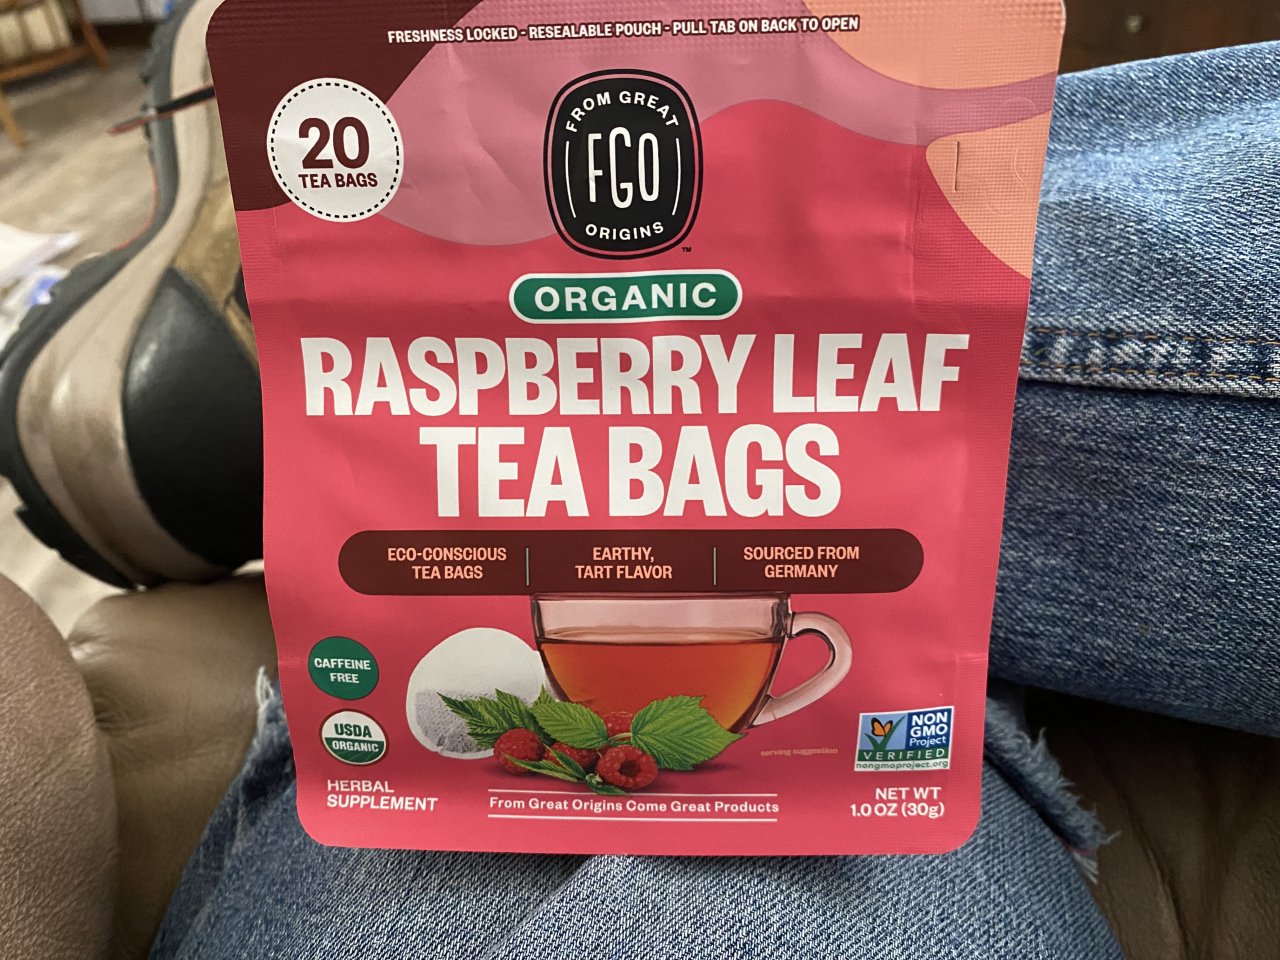 FRESHNESS LOCKED - RESEALABLE POUCH - PULL TAB ON BACK TO OPEN
20
TEA BAGS
FROM GREAT
FGO
ORIGINS
TM
ORGANIC
RASPBERRY LEAF
TEA BAGS
ECO-CONSCIOUS
TEA BAGS
EARTHY,
TART FLAVOR
SOURCED FROM
GERMANY
CAFFEINE
FREE
USDA
ORGANIC
HERBAL
SUPPLEMENT
serving suggestion
From Great Origins Come Great Products
NON
GMO
Project
VERIFIED
nongmoproject.org
NET WT
1.0 OZ (30g)